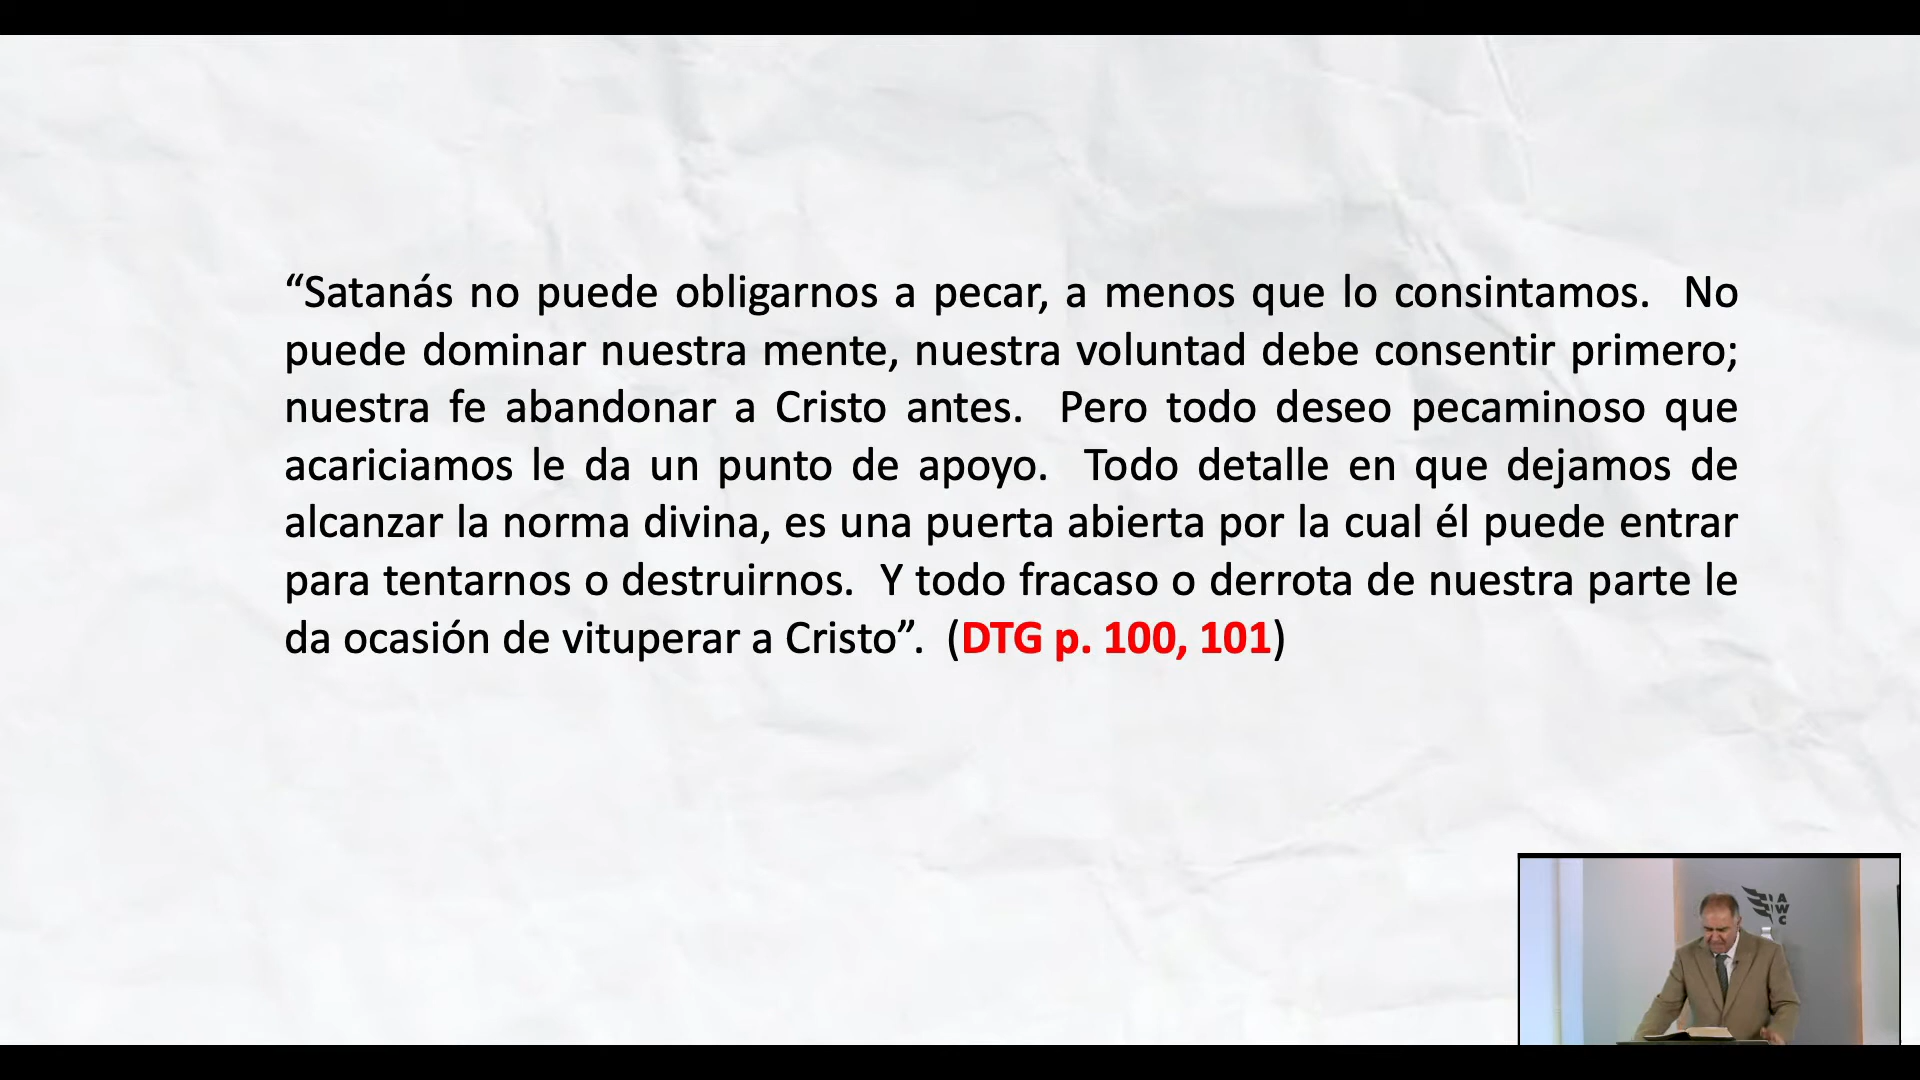 “Satanás no puede obligarnos a pecar, a menos que lo consintamos.  No
puede dominar nuestra mente, nuestra voluntad debe consentir primero;
nuestra fe abandonar a Cristo antes.  Pero todo deseo pecaminoso que
acariciamos le da un punto de apoyo.  Todo detalle en que dejamos de
alcanzar la norma divina, es una puerta abierta por la cual él puede entrar
para tentarnos o destruirnos.  Y todo fracaso o derrota de nuestra parte le
da ocasión de vituperar a Cristo”.  (DTG p. 100, 101)
A
W
C